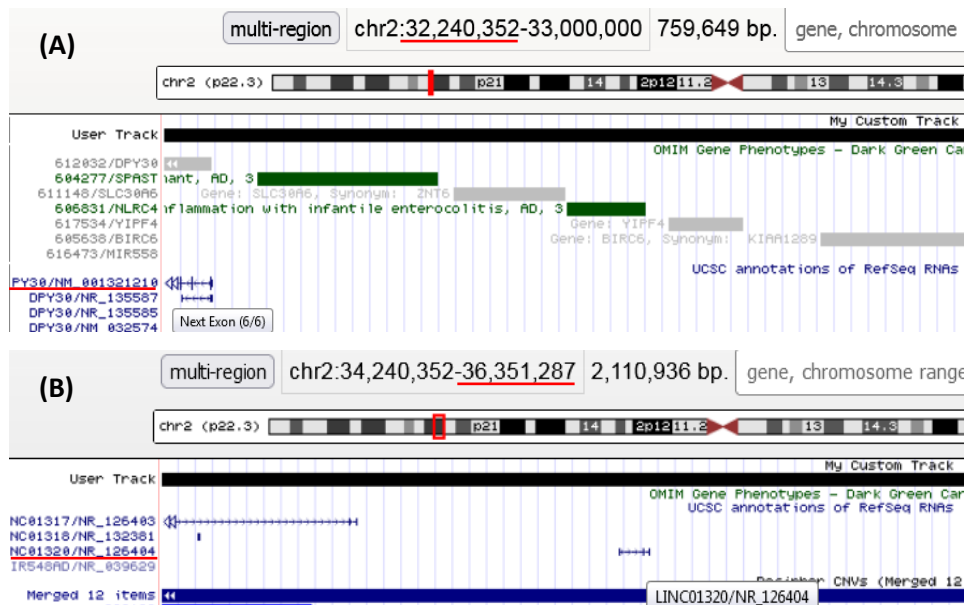 (A)
multi-region chr2:32,240,352-33,000,000 759,649 bp. gene, chromosome
chr2 (p22.3) p21 14 2p12 11.2 13 14.3
My Custom Track
User Track
OMIM Gene Phenotypes - Dark Green Can
612032/DPY30
604277/SPAST nant, AD, 3
611148/SLC30A6 Gene: SLC30A6, Synonym: ZNT6
606831/NLRC4 nflammation with infantile enterocolitis, AD, 3
617534/YIPF4 Gene: YIPF4
605638/BIRC6 Gene: BIRC6, Synonym: KIAA1289
616473/MIR558
UCSC annotations of RefSeq RNAs
PY30/NM_001321210
DPY30/NR_135587
DPY30/NR_135585
Next Exon (6/6)
DPY30/NM_032574
(B)
multi-region chr2:34,240,352-36,351,287 2,110,936 bp. gene, chromosome range
chr2 (p22.3) p21 14 2p12 11.2 13 14.3
My Custom Track
User Track
OMIM Gene Phenotypes - Dark Green Can
UCSC annotations of RefSeq RNAs
NC01317/NR_126403
NC01318/NR_132381
NC01320/NR_126404
IR548AD/NR_039629
CNVs (Merged 12
Merged 12 items
LINC01320/NR_126404